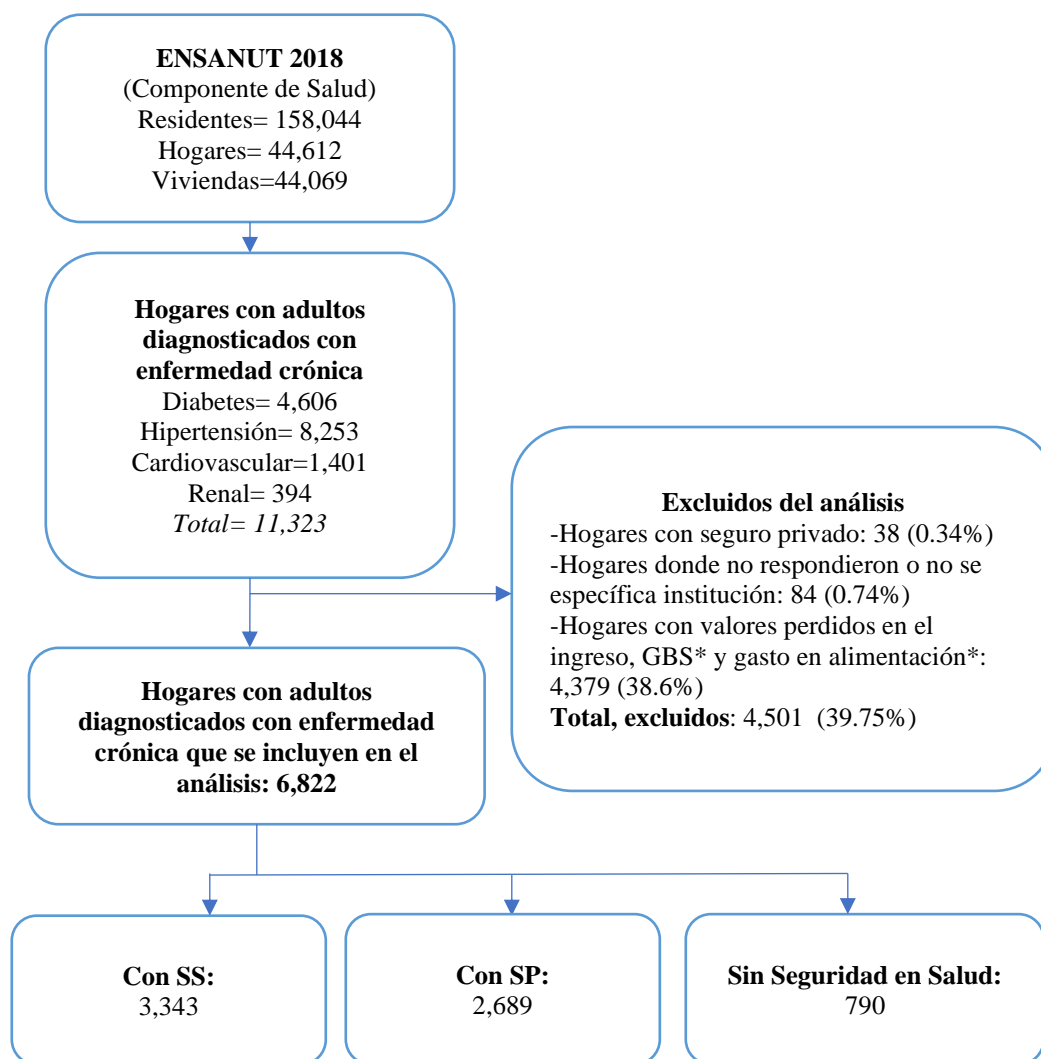 ENSANUT 2018
(Componente de Salud)
Residentes= 158,044
Hogares= 44,612
Viviendas=44,069
Hogares con adultos
diagnosticados con
enfermedad crónica
Diabetes= 4,606
Hipertensión= 8,253
Cardiovascular=1,401
Renal= 394
Total= 11,323
Excluidos del análisis
-Hogares con seguro privado: 38 (0.34%)
-Hogares donde no respondieron o no se
específica institución: 84 (0.74%)
-Hogares con valores perdidos en el
ingreso, GBS* y gasto en alimentación*:
4,379 (38.6%)
Total, excluidos: 4,501 (39.75%)
Hogares con adultos
diagnosticados con enfermedad
crónica que se incluyen en el
análisis: 6,822
Con SS:
3,343
Con SP:
2,689
Sin Seguridad en Salud:
790